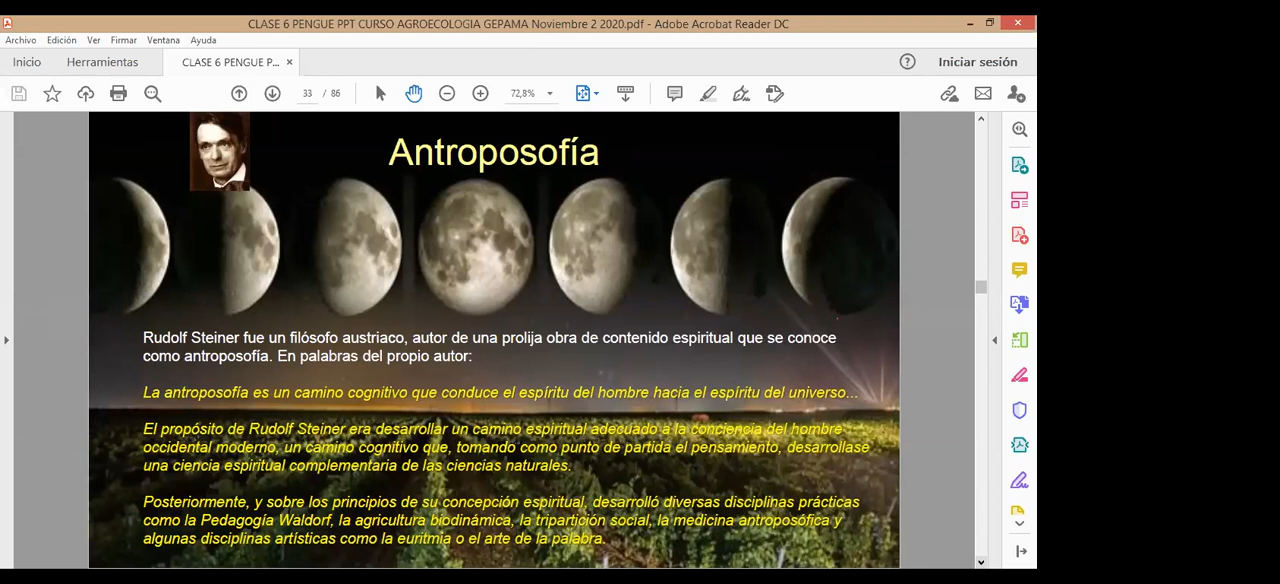 CLASE 6 PENGUE PPT CURSO AGROECOLOGIA GEPAMA Noviembre 2 2020.pdf - Adobe Acrobat Reader DC
Archivo Edición Ver Firmar Ventana Ayuda
Inicio Herramientas CLASE 6 PENGUE P... × Iniciar sesión
33 / 86 72,8%
Antroposofía
Rudolf Steiner fue un filósofo austriaco, autor de una prolija obra de contenido espiritual que se conoce
como antroposofía. En palabras del propio autor:
La antroposofía es un camino cognitivo que conduce el espíritu del hombre hacia el espíritu del universo...
El propósito de Rudolf Steiner era desarrollar un camino espiritual adecuado a la conciencia del hombre
occidental moderno, un camino cognitivo que, tomando como punto de partida el pensamiento, desarrollase
una ciencia espiritual complementaria de las ciencias naturales.
Posteriormente, y sobre los principios de su concepción espiritual, desarrolló diversas disciplinas prácticas
como la Pedagogía Waldorf, la agricultura biodinámica, la tripartición social, la medicina antroposófica y
algunas disciplinas artísticas como la euritmia o el arte de la palabra.